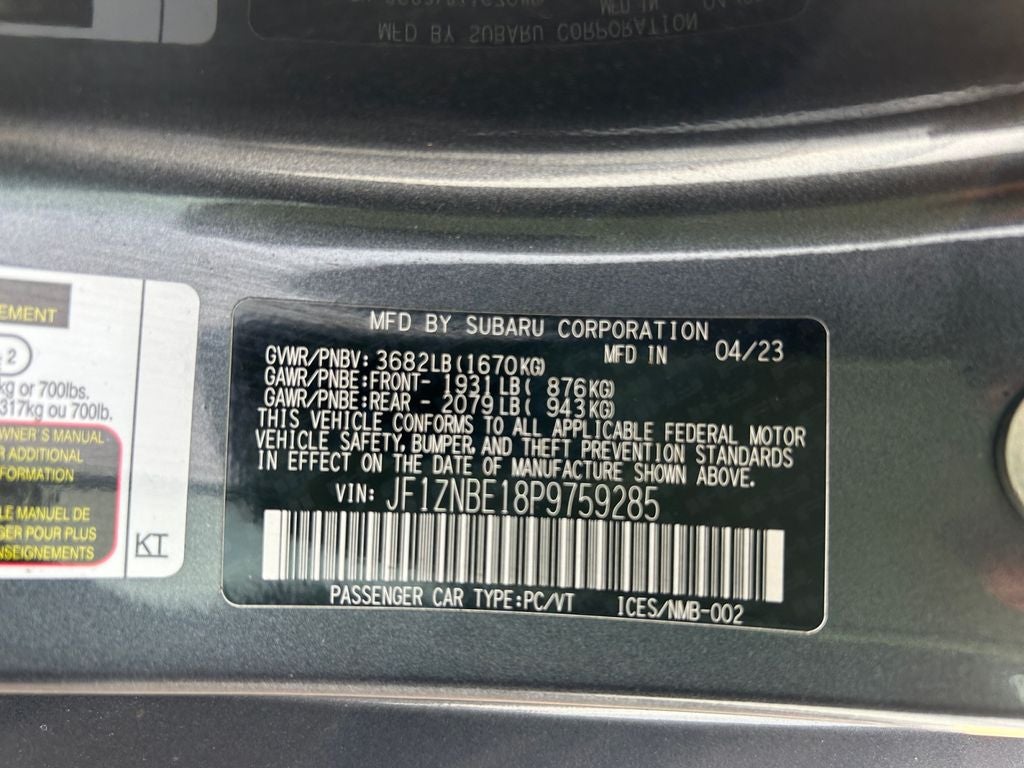 MFD BY SUBARU CORPORATION
EMENT
2
kg or 700lbs.
317kg ou 700lb.
WNER'S MANUAL
R ADDITIONAL
FORMATION
LE MANUEL DE
GER POUR PLUS
NSEIGNEMENTS
KT
MFD BY SUBARU CORPORATION
GVWR/PNBV: 3682LB(1670KG) MFD IN 04/23
GAWR/PNBE:FRONT- 1931LB( 876KG)
GAWR/PNBE:REAR - 2079LB( 943KG)
THIS VEHICLE CONFORMS TO ALL APPLICABLE FEDERAL MOTOR
VEHICLE SAFETY, BUMPER, AND THEFT PREVENTION STANDARDS
IN EFFECT ON THE DATE OF MANUFACTURE SHOWN ABOVE.
VIN: JF1ZNBE18P9759285
PASSENGER CAR TYPE:PC/VT ICES/NMB-002